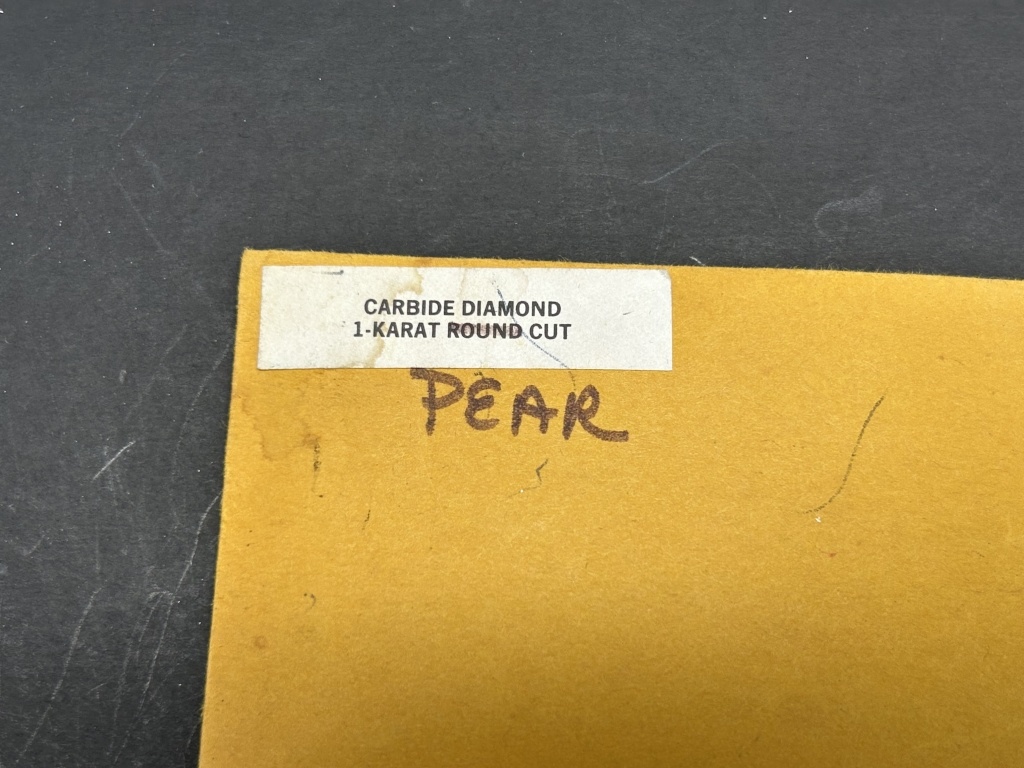 CARBIDE DIAMOND
1-KARAT ROUND CUT
PEAR